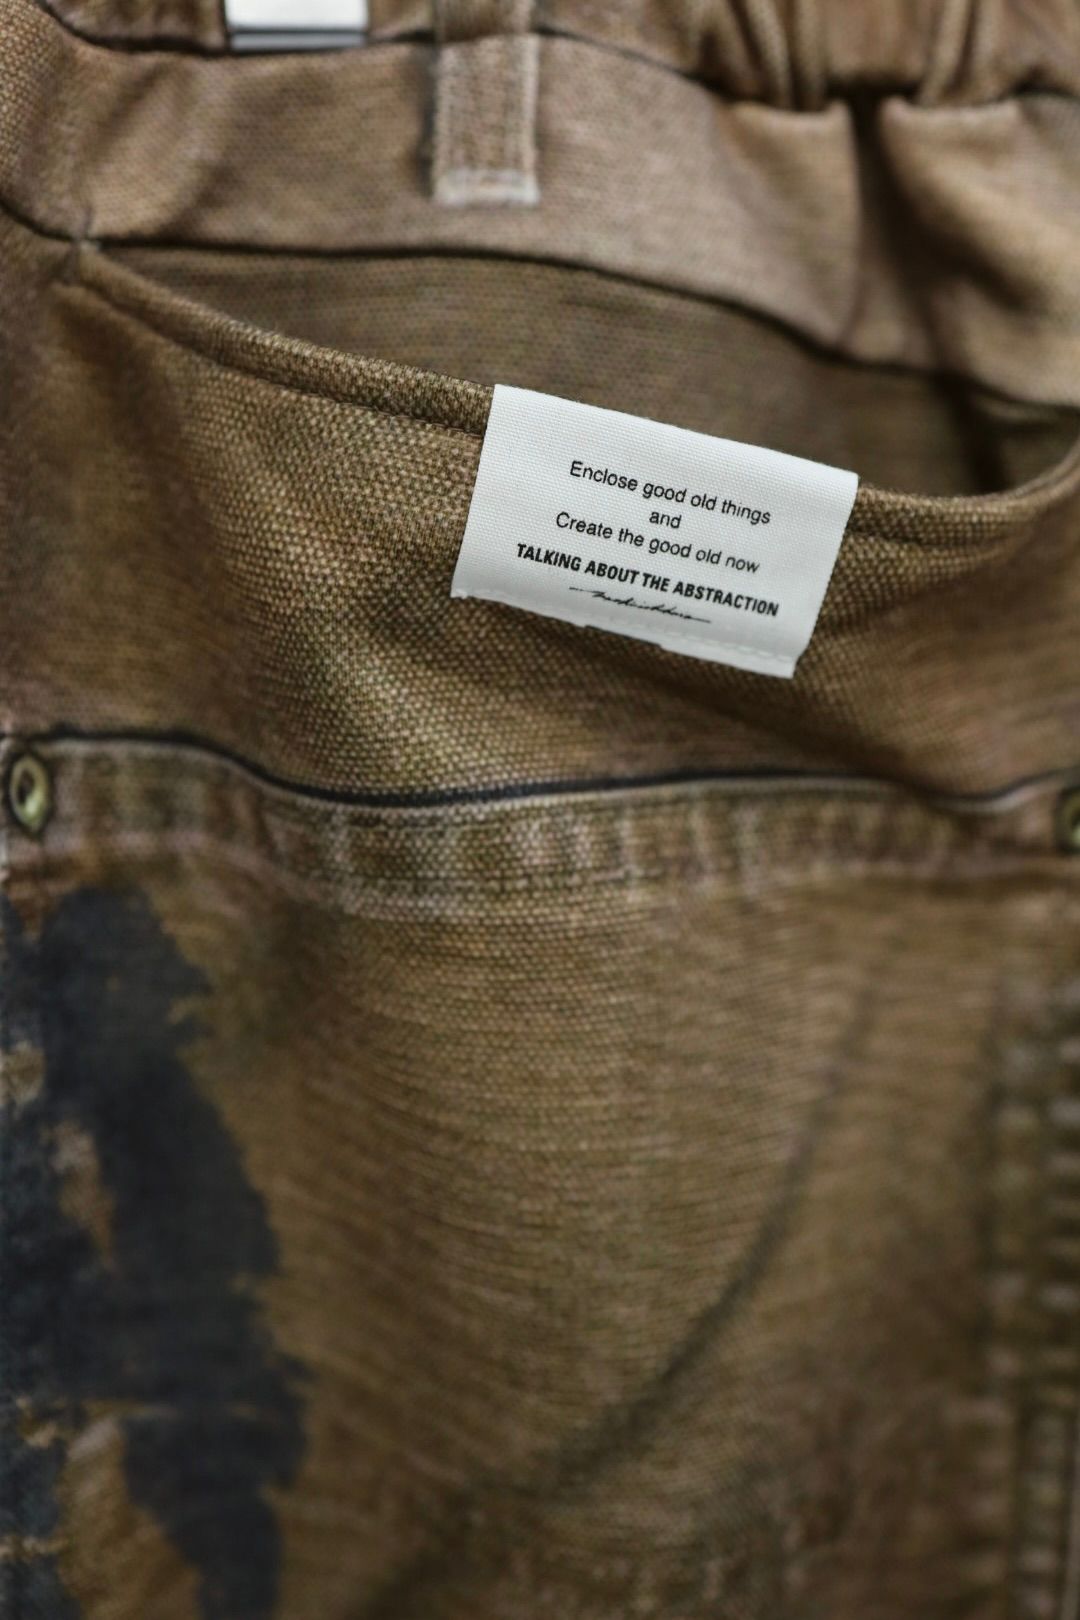 Enclose good old things
and
Create the good old now
TALKING ABOUT THE ABSTRACTION